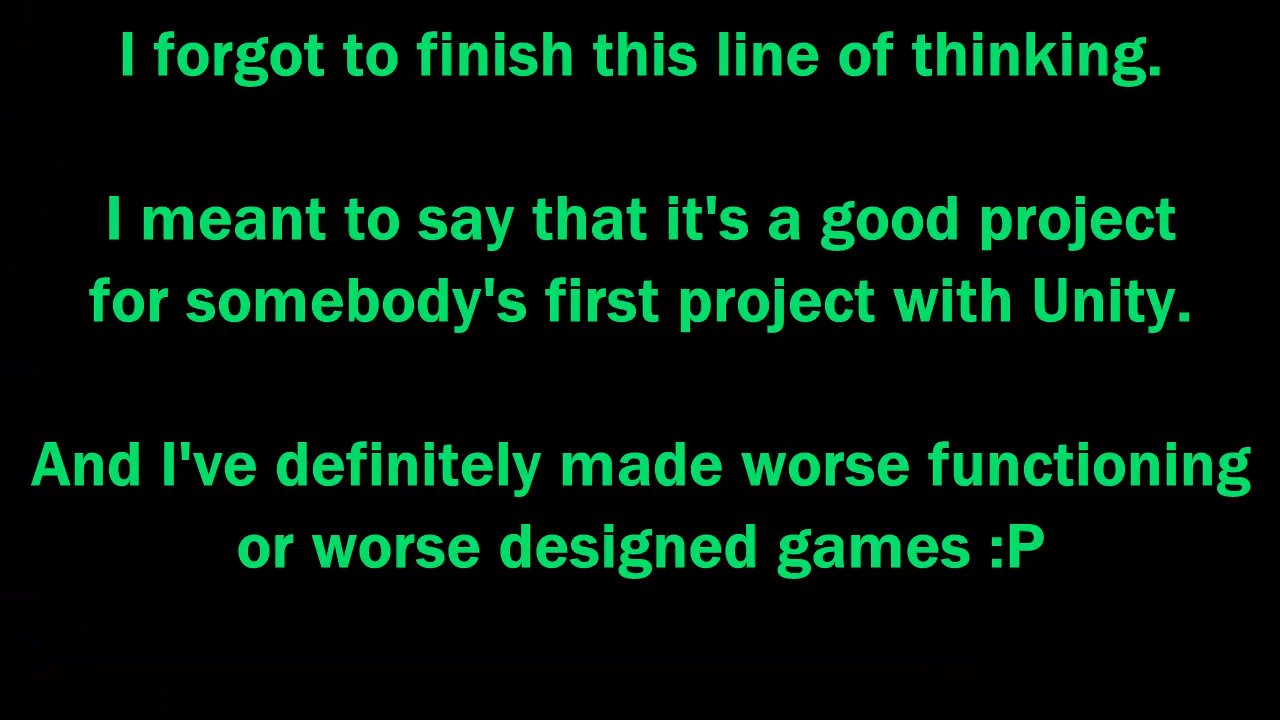 I forgot to finish this line of thinking.
I meant to say that it's a good project
for somebody's first project with Unity.
And I've definitely made worse functioning
or worse designed games :P